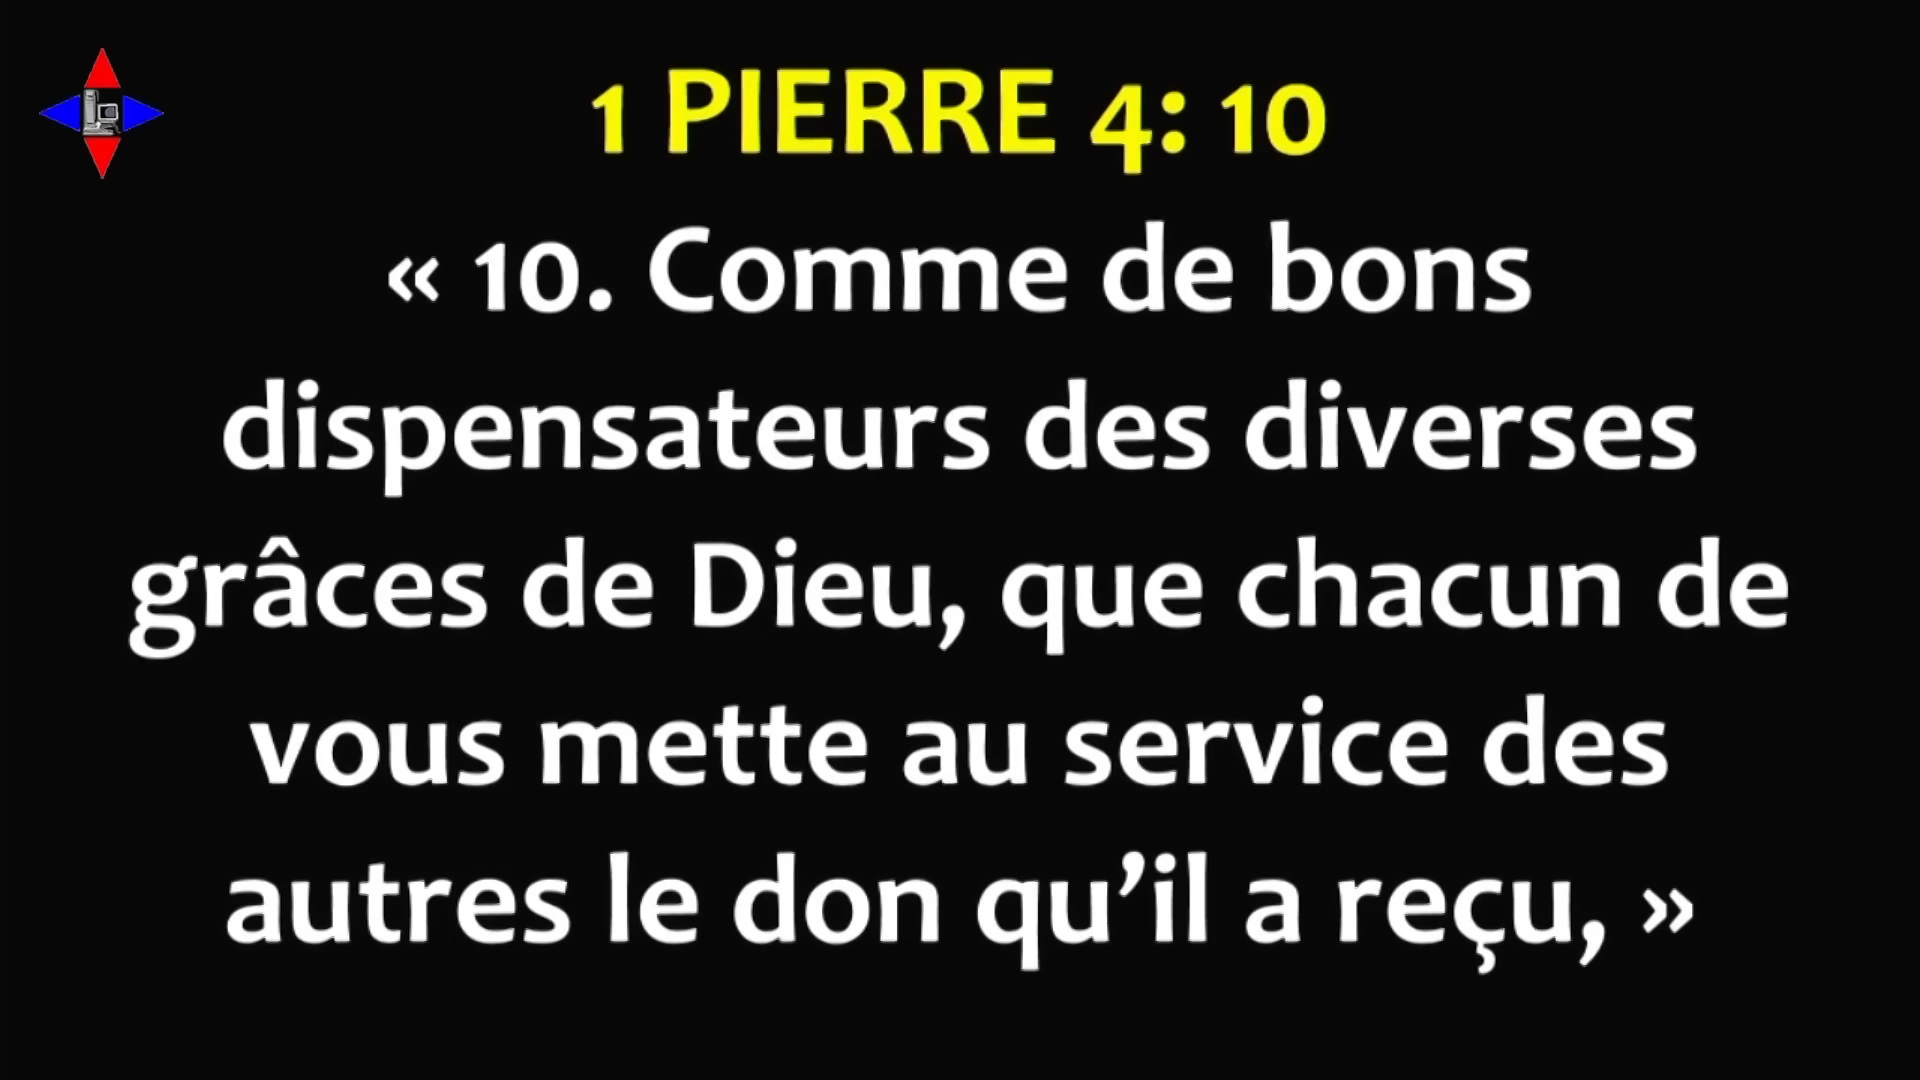 1 PIERRE 4: 10
« 10. Comme de bons
dispensateurs des diverses
grâces de Dieu, que chacun de
vous mette au service des
autres le don qu’il a reçu, »